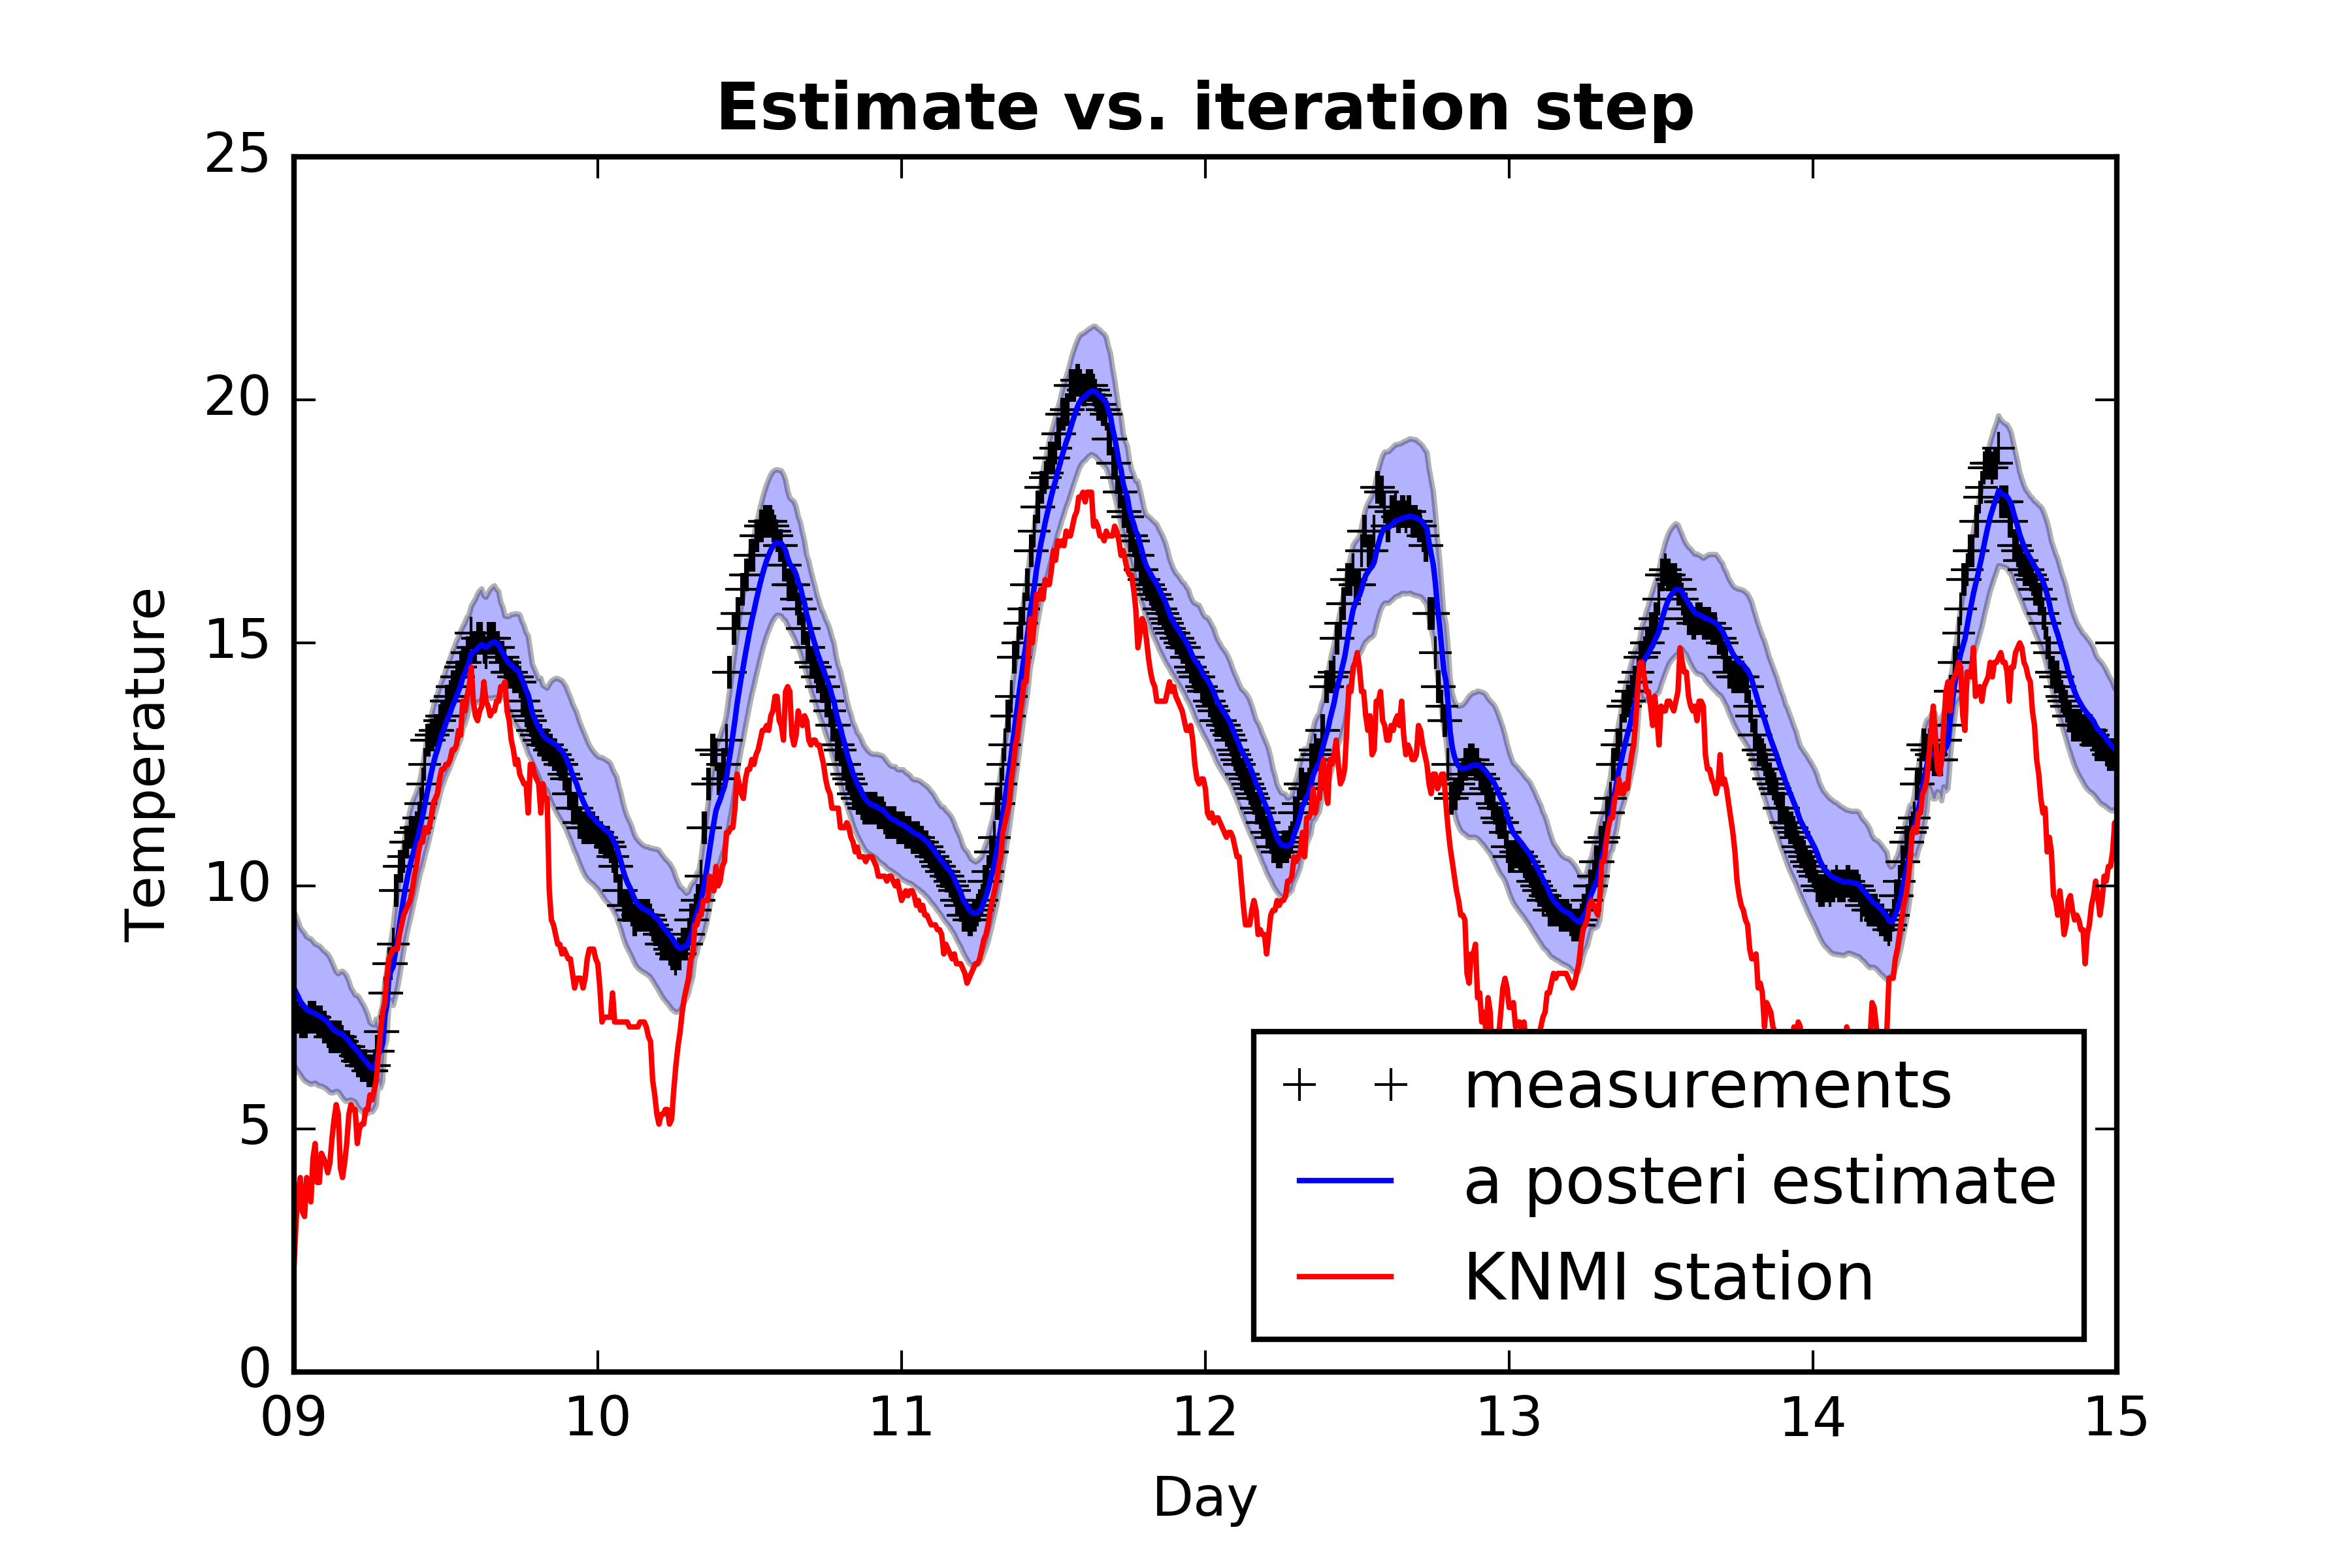 Estimate vs. iteration step
25
20
15
10
5
0
Temperature
09
10
11
12
13
14
15
Day
measurements
a posteri estimate
KNMI station